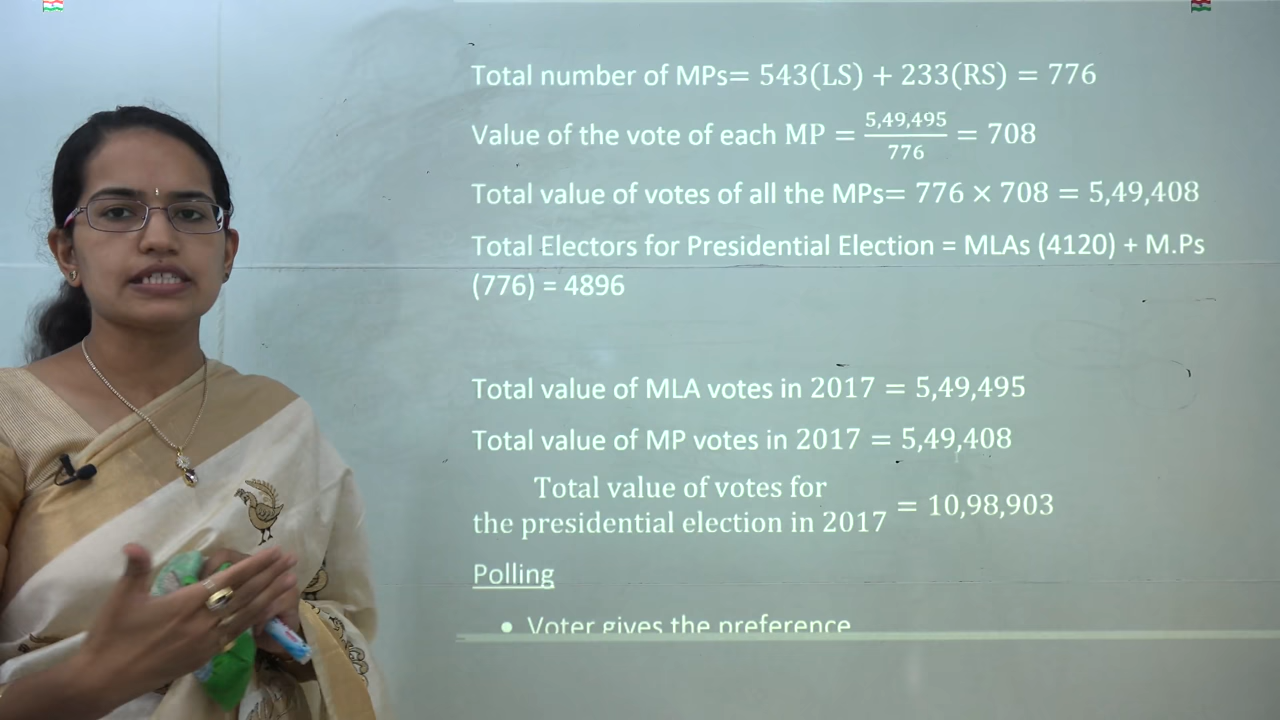 Total number of MPs= 543(LS) + 233(RS) = 776
Value of the vote of each MP = 5,49,495 / 776 = 708
Total value of votes of all the MPs= 776 × 708 = 5,49,408
Total Electors for Presidential Election = MLAs (4120) + M.Ps
(776) = 4896
Total value of MLA votes in 2017 = 5,49,495
Total value of MP votes in 2017 = 5,49,408
Total value of votes for
the presidential election in 2017 = 10,98,903
Polling
• Voter gives the preference